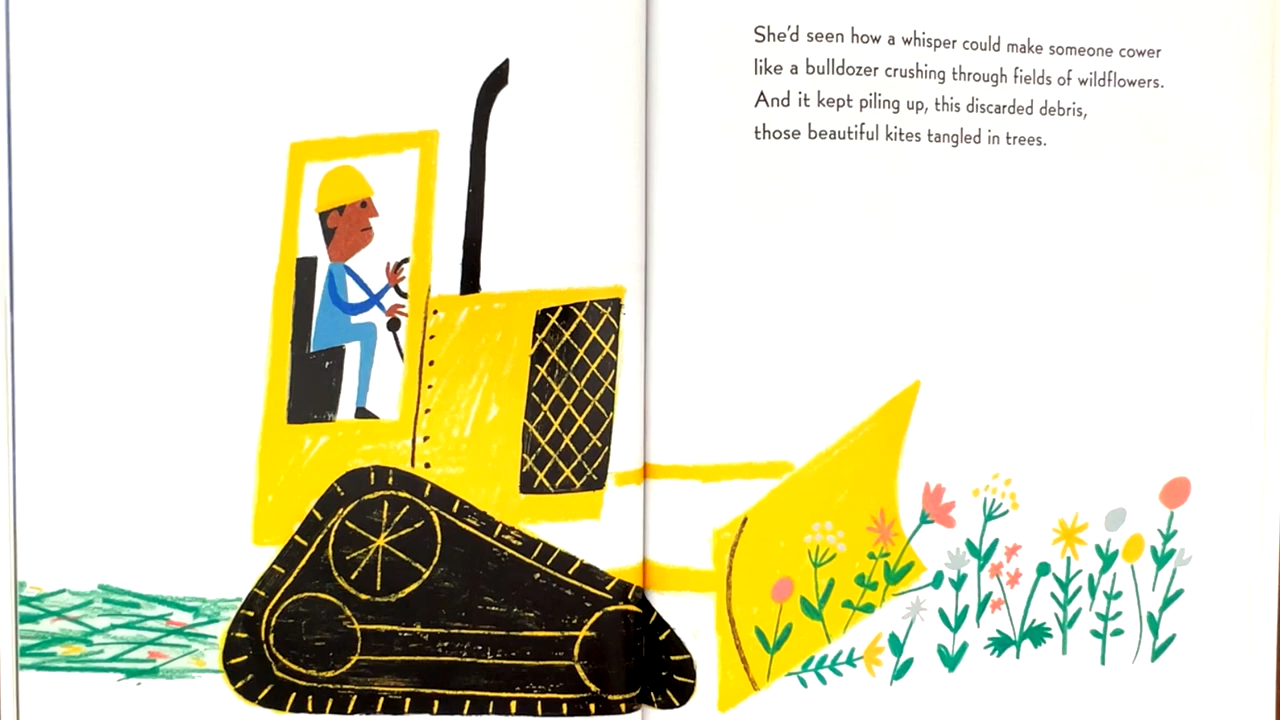 She'd seen how a whisper could make someone cower
like a bulldozer crushing through fields of wildflowers.
And it kept piling up, this discarded debris,
those beautiful kites tangled in trees.